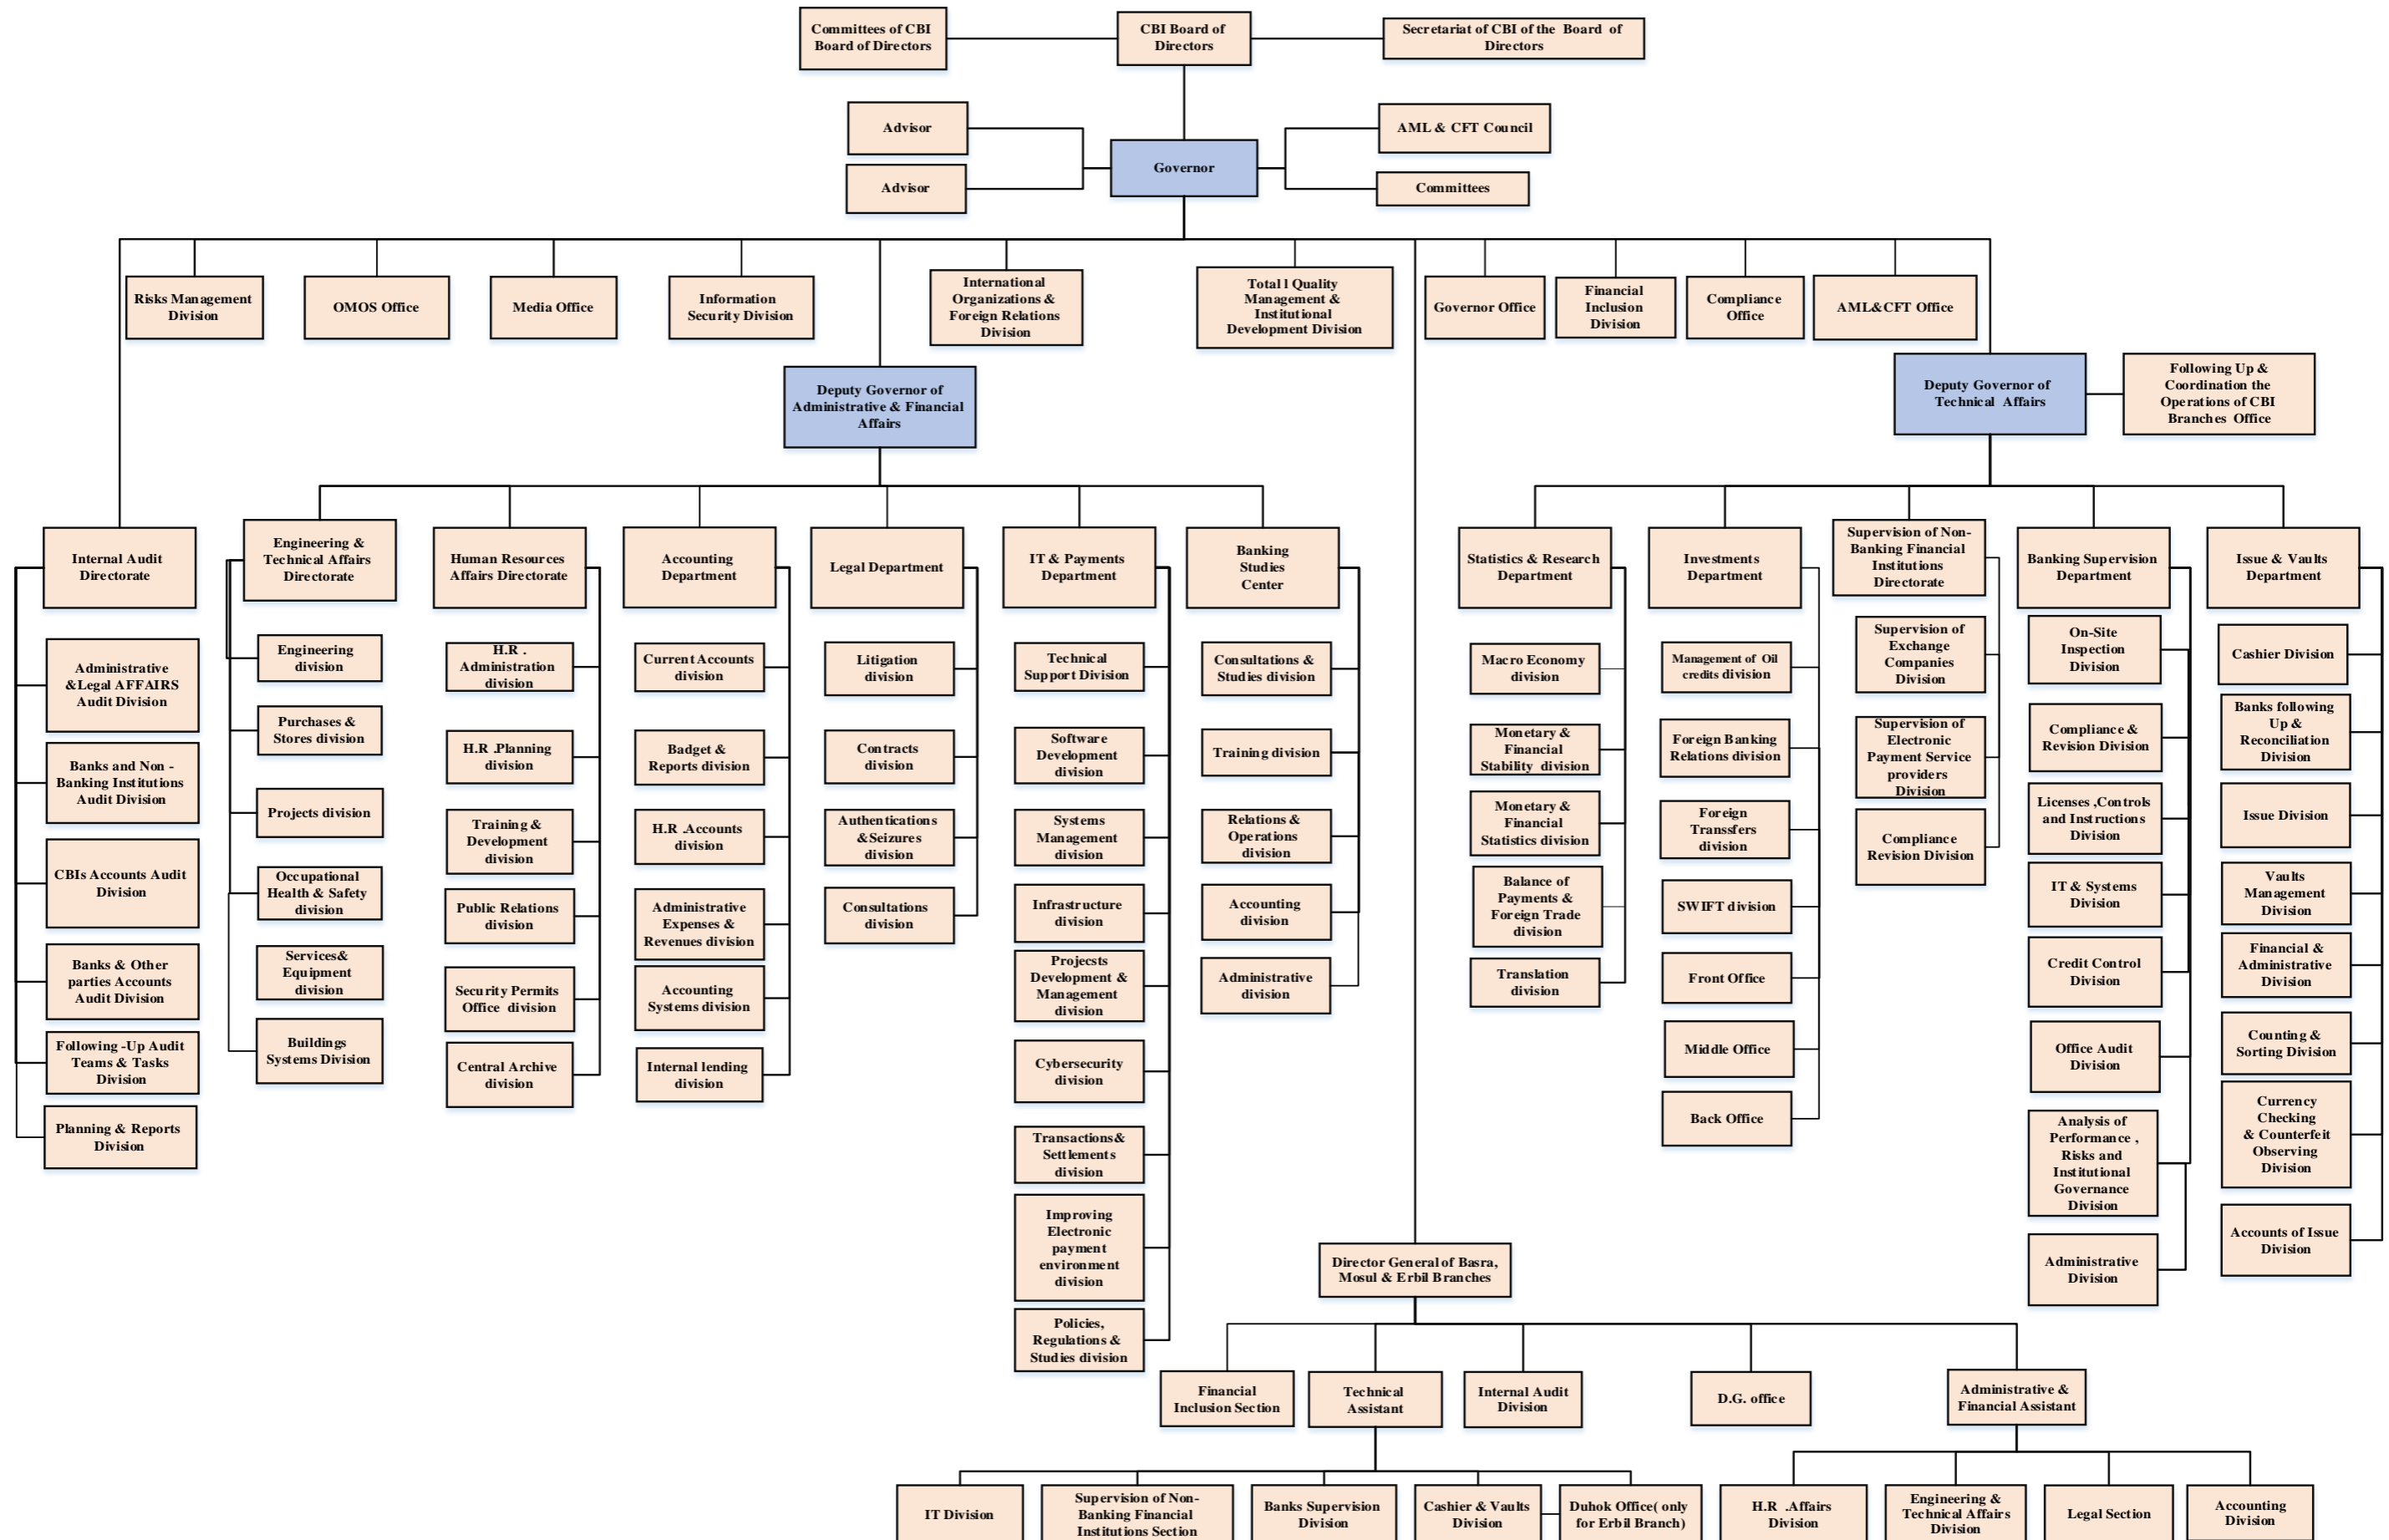 Committees of CBI
Board of Directors
CBI Board of
Directors
Secretariat of CBI of the Board of
Directors
Advisor
AML & CFT Council
Governor
Advisor
Committees
Risks Management
Division
OMOS Office
Media Office
Information
Security Division
International
Organizations &
Foreign Relations
Division
Total l Quality
Management &
Institutional
Development Division
Governor Office
Financial
Inclusion
Division
Compliance
Office
AML&CFT Office
Deputy Governor of
Administrative & Financial
Affairs
Deputy Governor of
Technical Affairs
Following Up &
Coordination the
Operations of CBI
Branches Office
Internal Audit
Directorate
Administrative
&Legal AFFAIRS
Audit Division
Banks and Non -
Banking Institutions
Audit Division
CBIs Accounts Audit
Division
Banks & Other
parties Accounts
Audit Division
Following -Up Audit
Teams & Tasks
Division
Planning & Reports
Division
Engineering &
Technical Affairs
Directorate
Engineering
division
Purchases &
Stores division
Projects division
Occupational
Health & Safety
division
Services&
Equipment
division
Buildings
Systems Division
Human Resources
Affairs Directorate
H.R .
Administration
division
H.R .Planning
division
Training &
Development
division
Public Relations
division
Security Permits
Office division
Central Archive
division
Accounting
Department
Current Accounts
division
Badget &
Reports division
H.R .Accounts
division
Administrative
Expenses &
Revenues division
Accounting
Systems division
Internal lending
division
Legal Department
Litigation
division
Contracts
division
Authentications
&Seizures
division
Consultations
division
IT & Payments
Department
Technical
Support Division
Software
Development
division
Systems
Management
division
Infrastructure
division
Projecsts
Development &
Management
division
Cybersecurity
division
Transactions&
Settlements
division
Improving
Electronic
payment
environment
division
Policies,
Regulations &
Studies division
Banking
Studies
Center
Consultations &
Studies division
Training division
Relations &
Operations
division
Accounting
division
Administrative
division
Statistics & Research
Department
Macro Economy
division
Monetary &
Financial
Stability division
Monetary &
Financial
Statistics division
Balance of
Payments &
Foreign Trade
division
Translation
division
Investments
Department
Management of Oil
credits division
Foreign Banking
Relations division
Foreign
Transsfers
division
SWIFT division
Front Office
Middle Office
Back Office
Supervision of Non-
Banking Financial
Institutions
Directorate
Supervision of
Exchange
Companies
Division
Supervision of
Electronic
Payment Service
providers
Division
Compliance
Revision Division
Banking Supervision
Department
On-Site
Inspection
Division
Compliance &
Revision Division
Licenses ,Controls
and Instructions
Division
IT & Systems
Division
Credit Control
Division
Office Audit
Division
Analysis of
Performance ,
Risks and
Institutional
Governance
Division
Administrative
Division
Issue & Vaults
Department
Cashier Division
Banks following
Up &
Reconciliation
Division
Issue Division
Vaults
Management
Division
Financial &
Administrative
Division
Counting &
Sorting Division
Currency
Checking
& Counterfeit
Observing
Division
Accounts of Issue
Division
Director General of Basra,
Mosul & Erbil Branches
Financial
Inclusion Section
Technical
Assistant
Internal Audit
Division
D.G. office
Administrative &
Financial Assistant
IT Division
Supervision of Non-
Banking Financial
Institutions Section
Banks Supervision
Division
Cashier & Vaults
Division
Duhok Office( only
for Erbil Branch)
H.R .Affairs
Division
Engineering &
Technical Affairs
Division
Legal Section
Accounting
Division